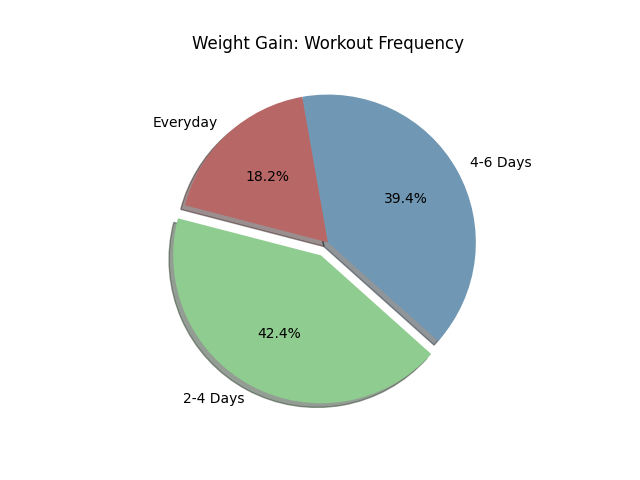 Weight Gain: Workout Frequency
Everyday
4-6 Days
18.2%
39.4%
42.4%
2-4 Days